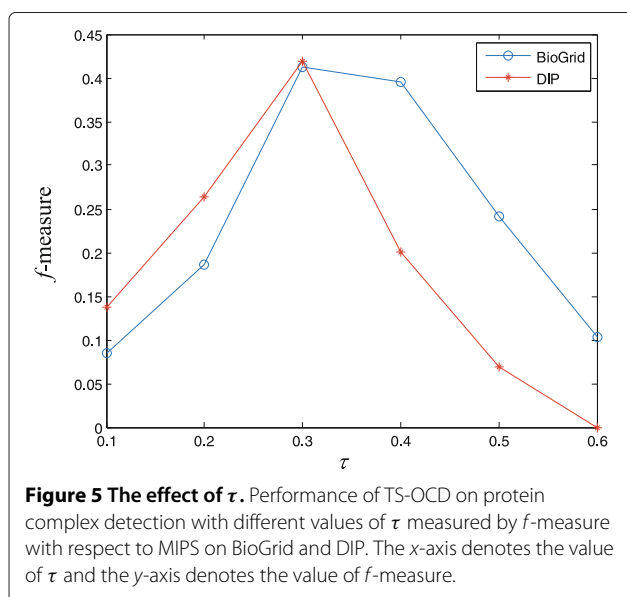 0.45
0.4
0.35
0.3
0.25
0.2
0.15
0.1
0.05
0
f-measure
BioGrid
DIP
0.1 0.2 0.3 0.4 0.5 0.6
τ
Figure 5 The effect of τ. Performance of TS-OCD on protein
complex detection with different values of τ measured by f-measure
with respect to MIPS on BioGrid and DIP. The x-axis denotes the value
of τ and the y-axis denotes the value of f-measure.